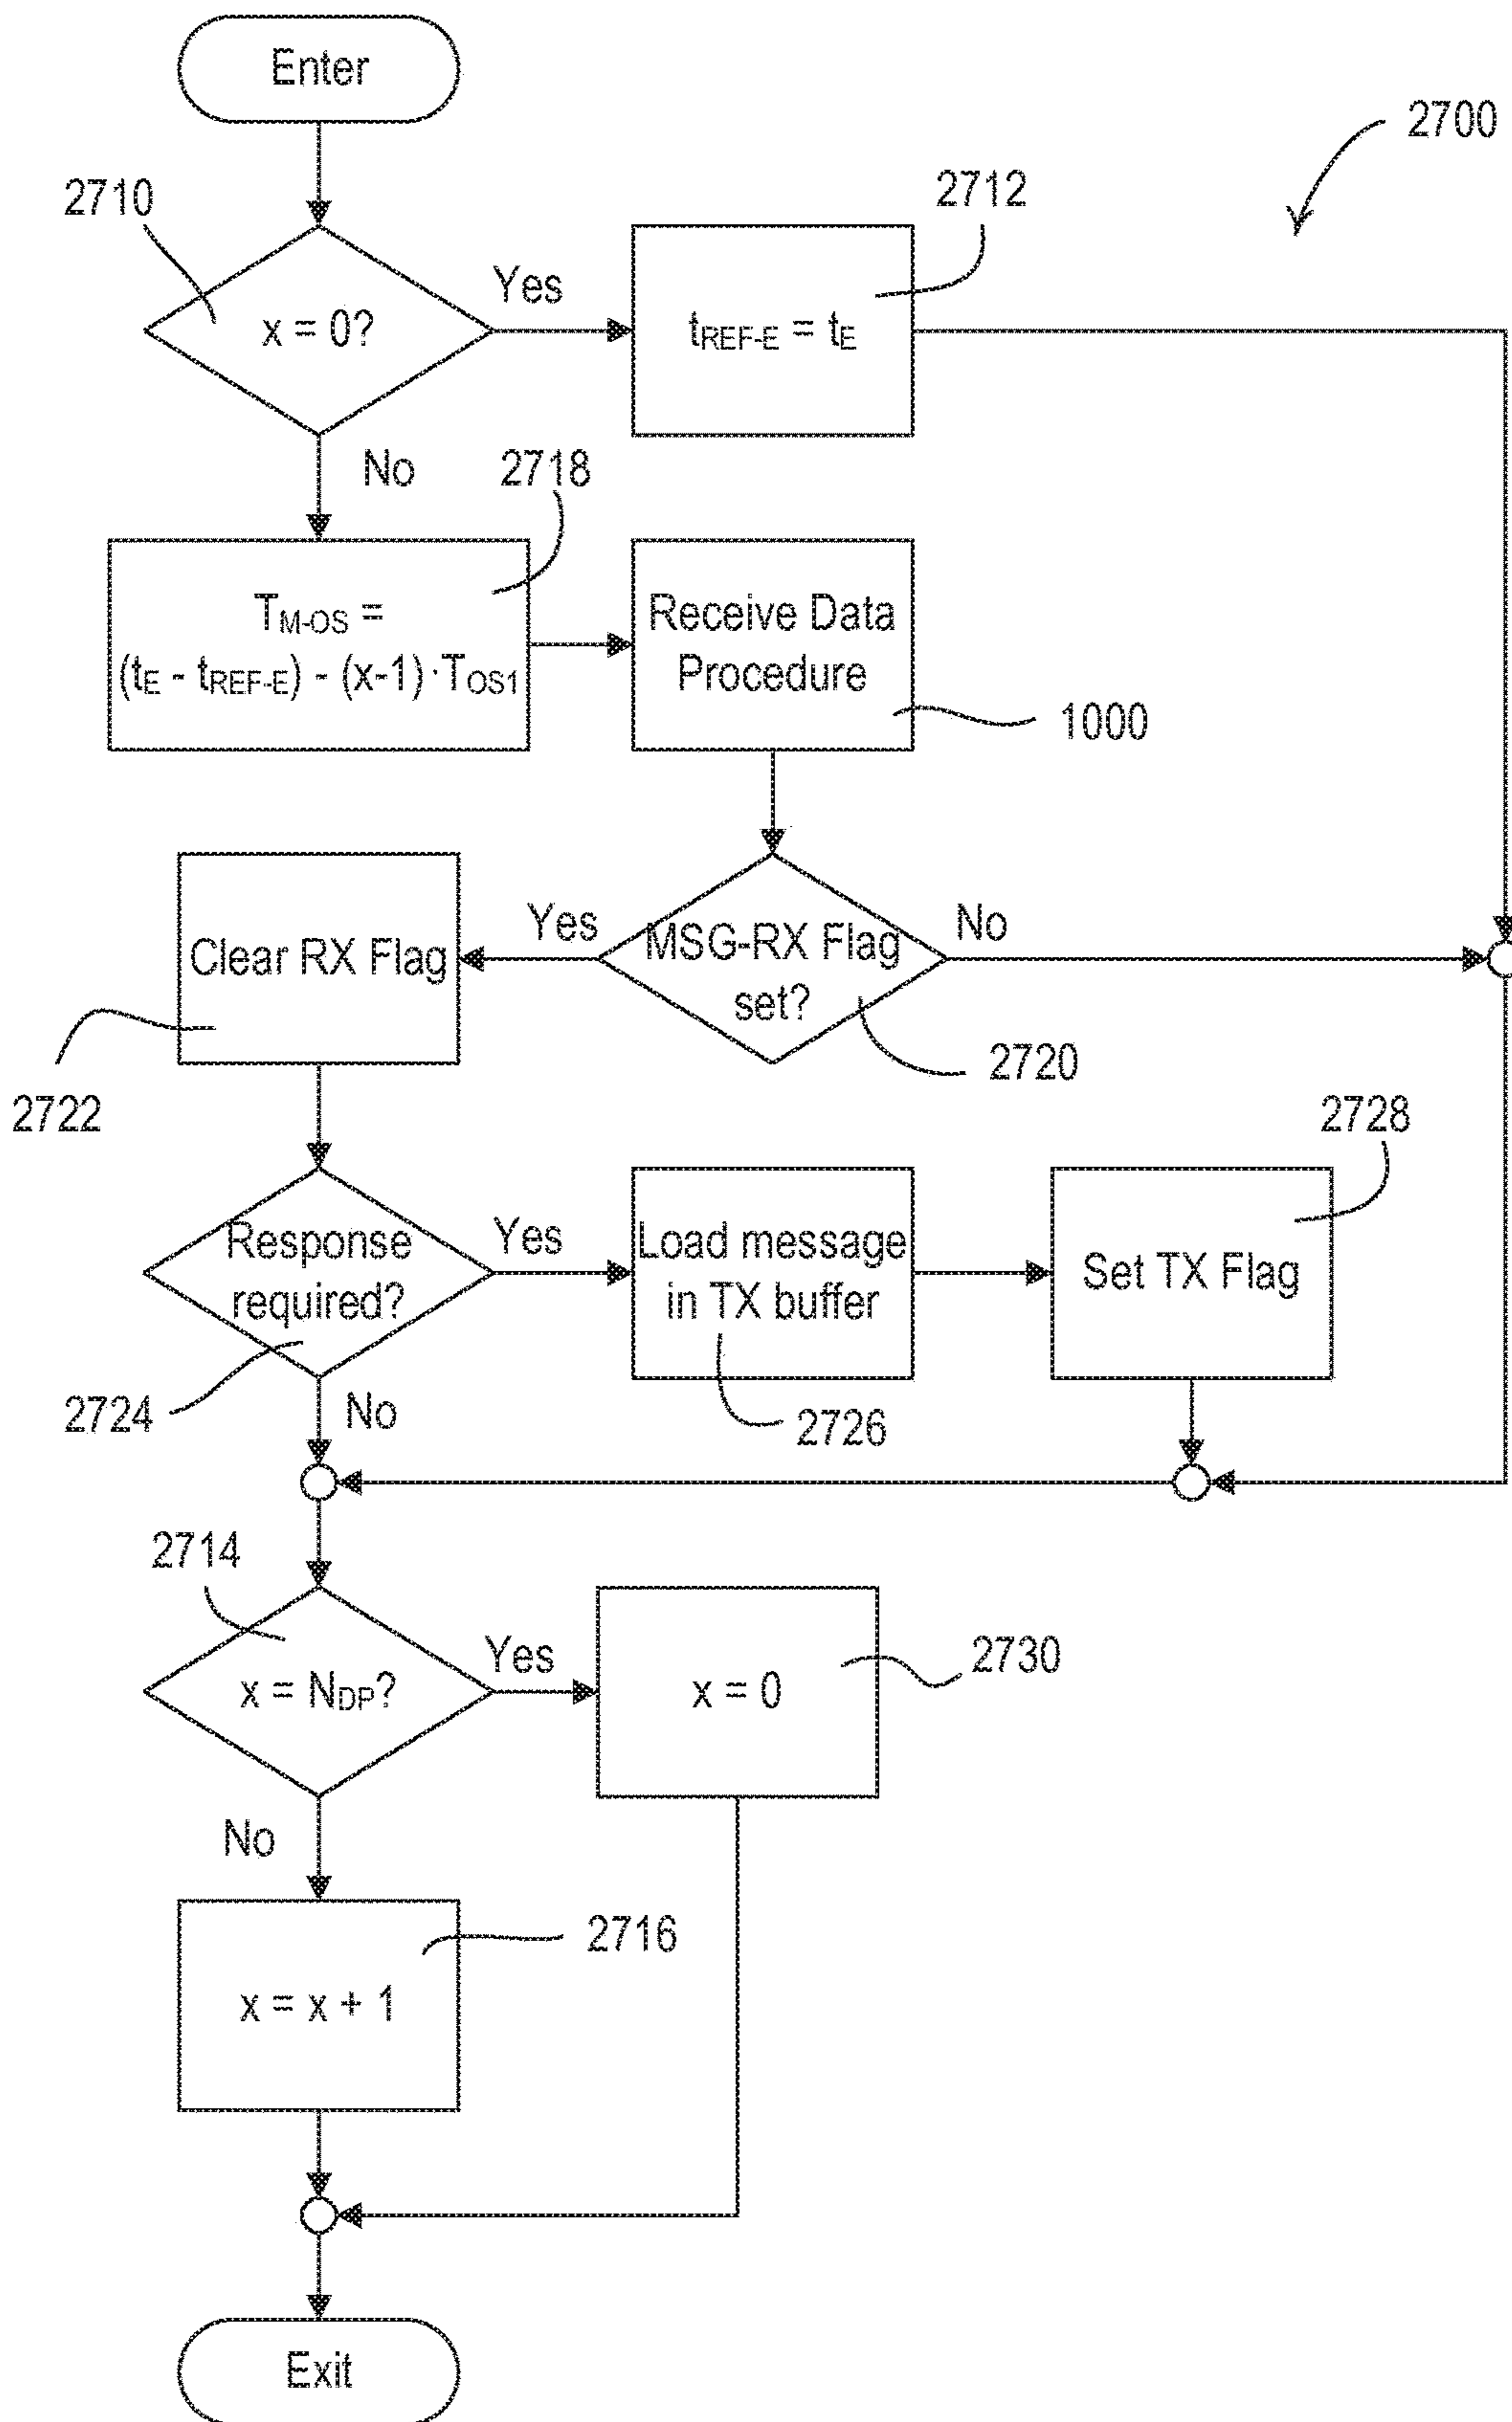 Enter
2700
2710
2712
Yes
x = 0?
tREF-E = tE
No
2718
TM-OS =
(tE - tREF-E) - (x-1)·TOS1
Receive Data
Procedure
1000
Yes
No
Clear RX Flag
MSG-RX Flag
set?
2720
2722
2728
Response
required?
Yes
Load message
in TX buffer
Set TX Flag
2724
No
2726
2714
Yes
x = NDP?
x = 0
2730
No
2716
x = x + 1
Exit